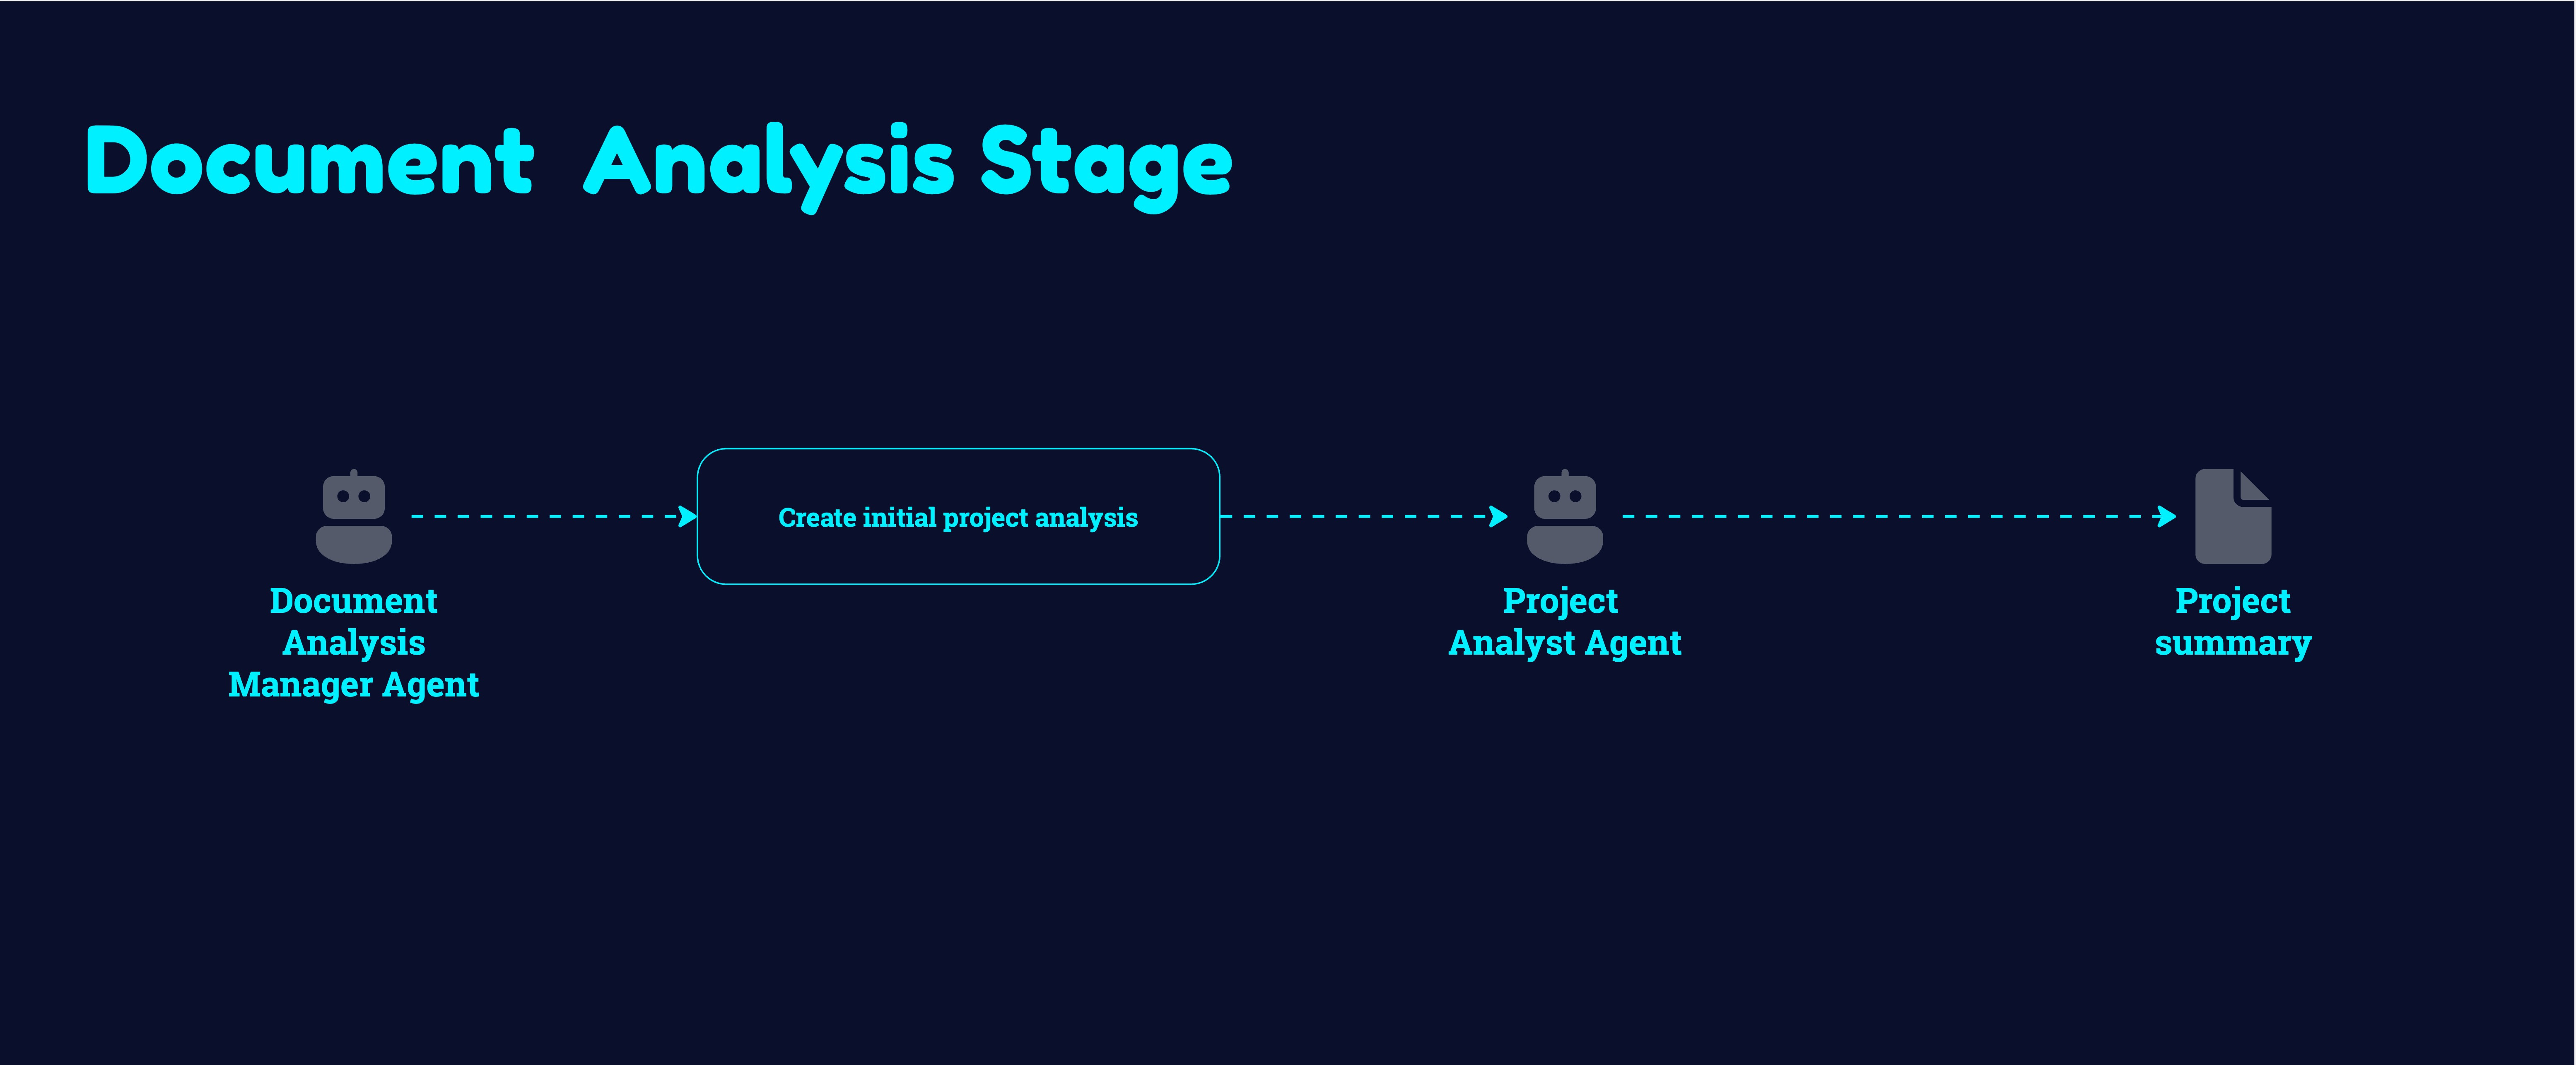 Document  Analysis Stage
Create initial project analysis
Document
Analysis
Manager Agent
Project
Analyst Agent
Project
summary